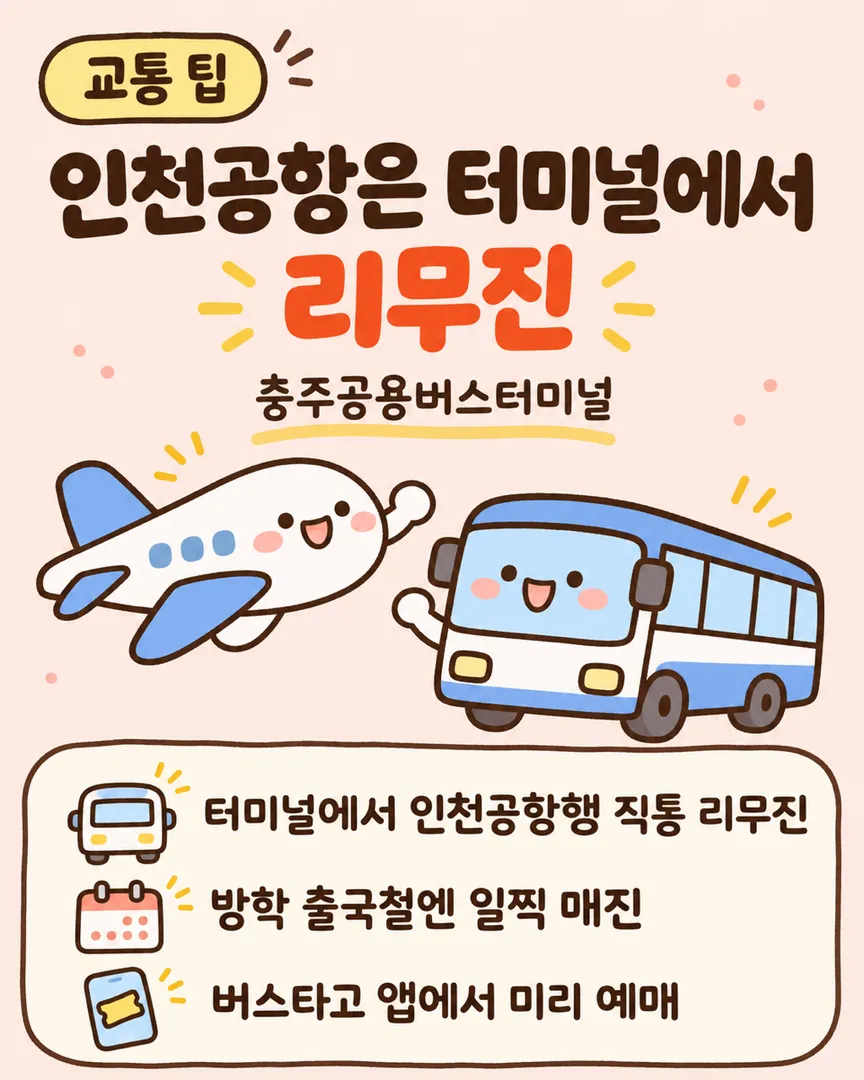 교통 팁
인천공항은 터미널에서
리무진
충주공용버스터미널
터미널에서 인천공항행 직통 리무진
방학 출국철엔 일찍 매진
버스타고 앱에서 미리 예매